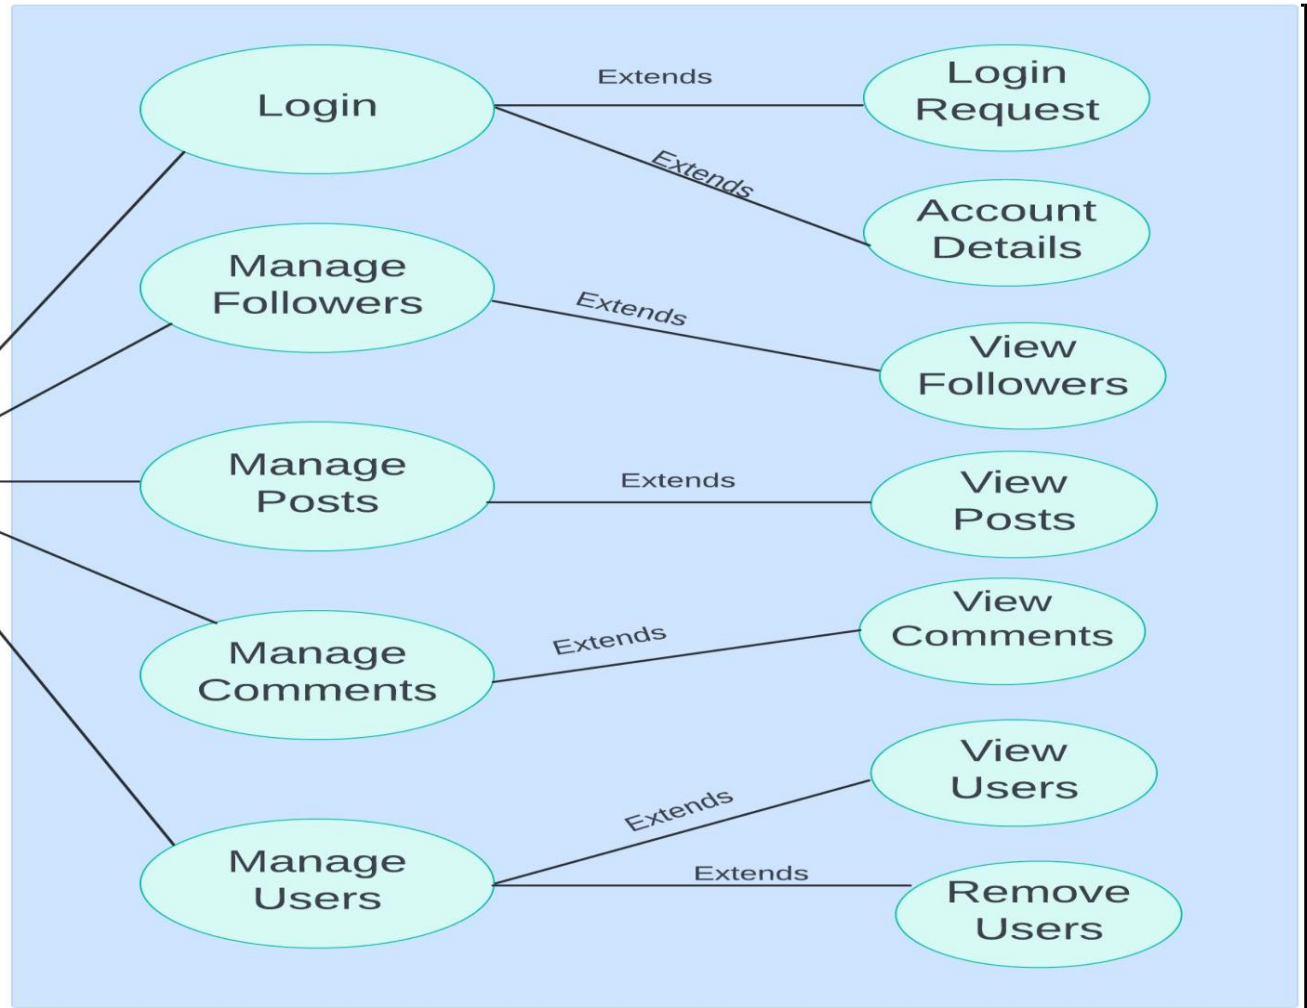 Login
Extends
Login
Request
Extends
Account
Details
Manage
Followers
Extends
View
Followers
Manage
Posts
Extends
View
Posts
Manage
Comments
Extends
View
Comments
Manage
Users
Extends
View
Users
Extends
Remove
Users